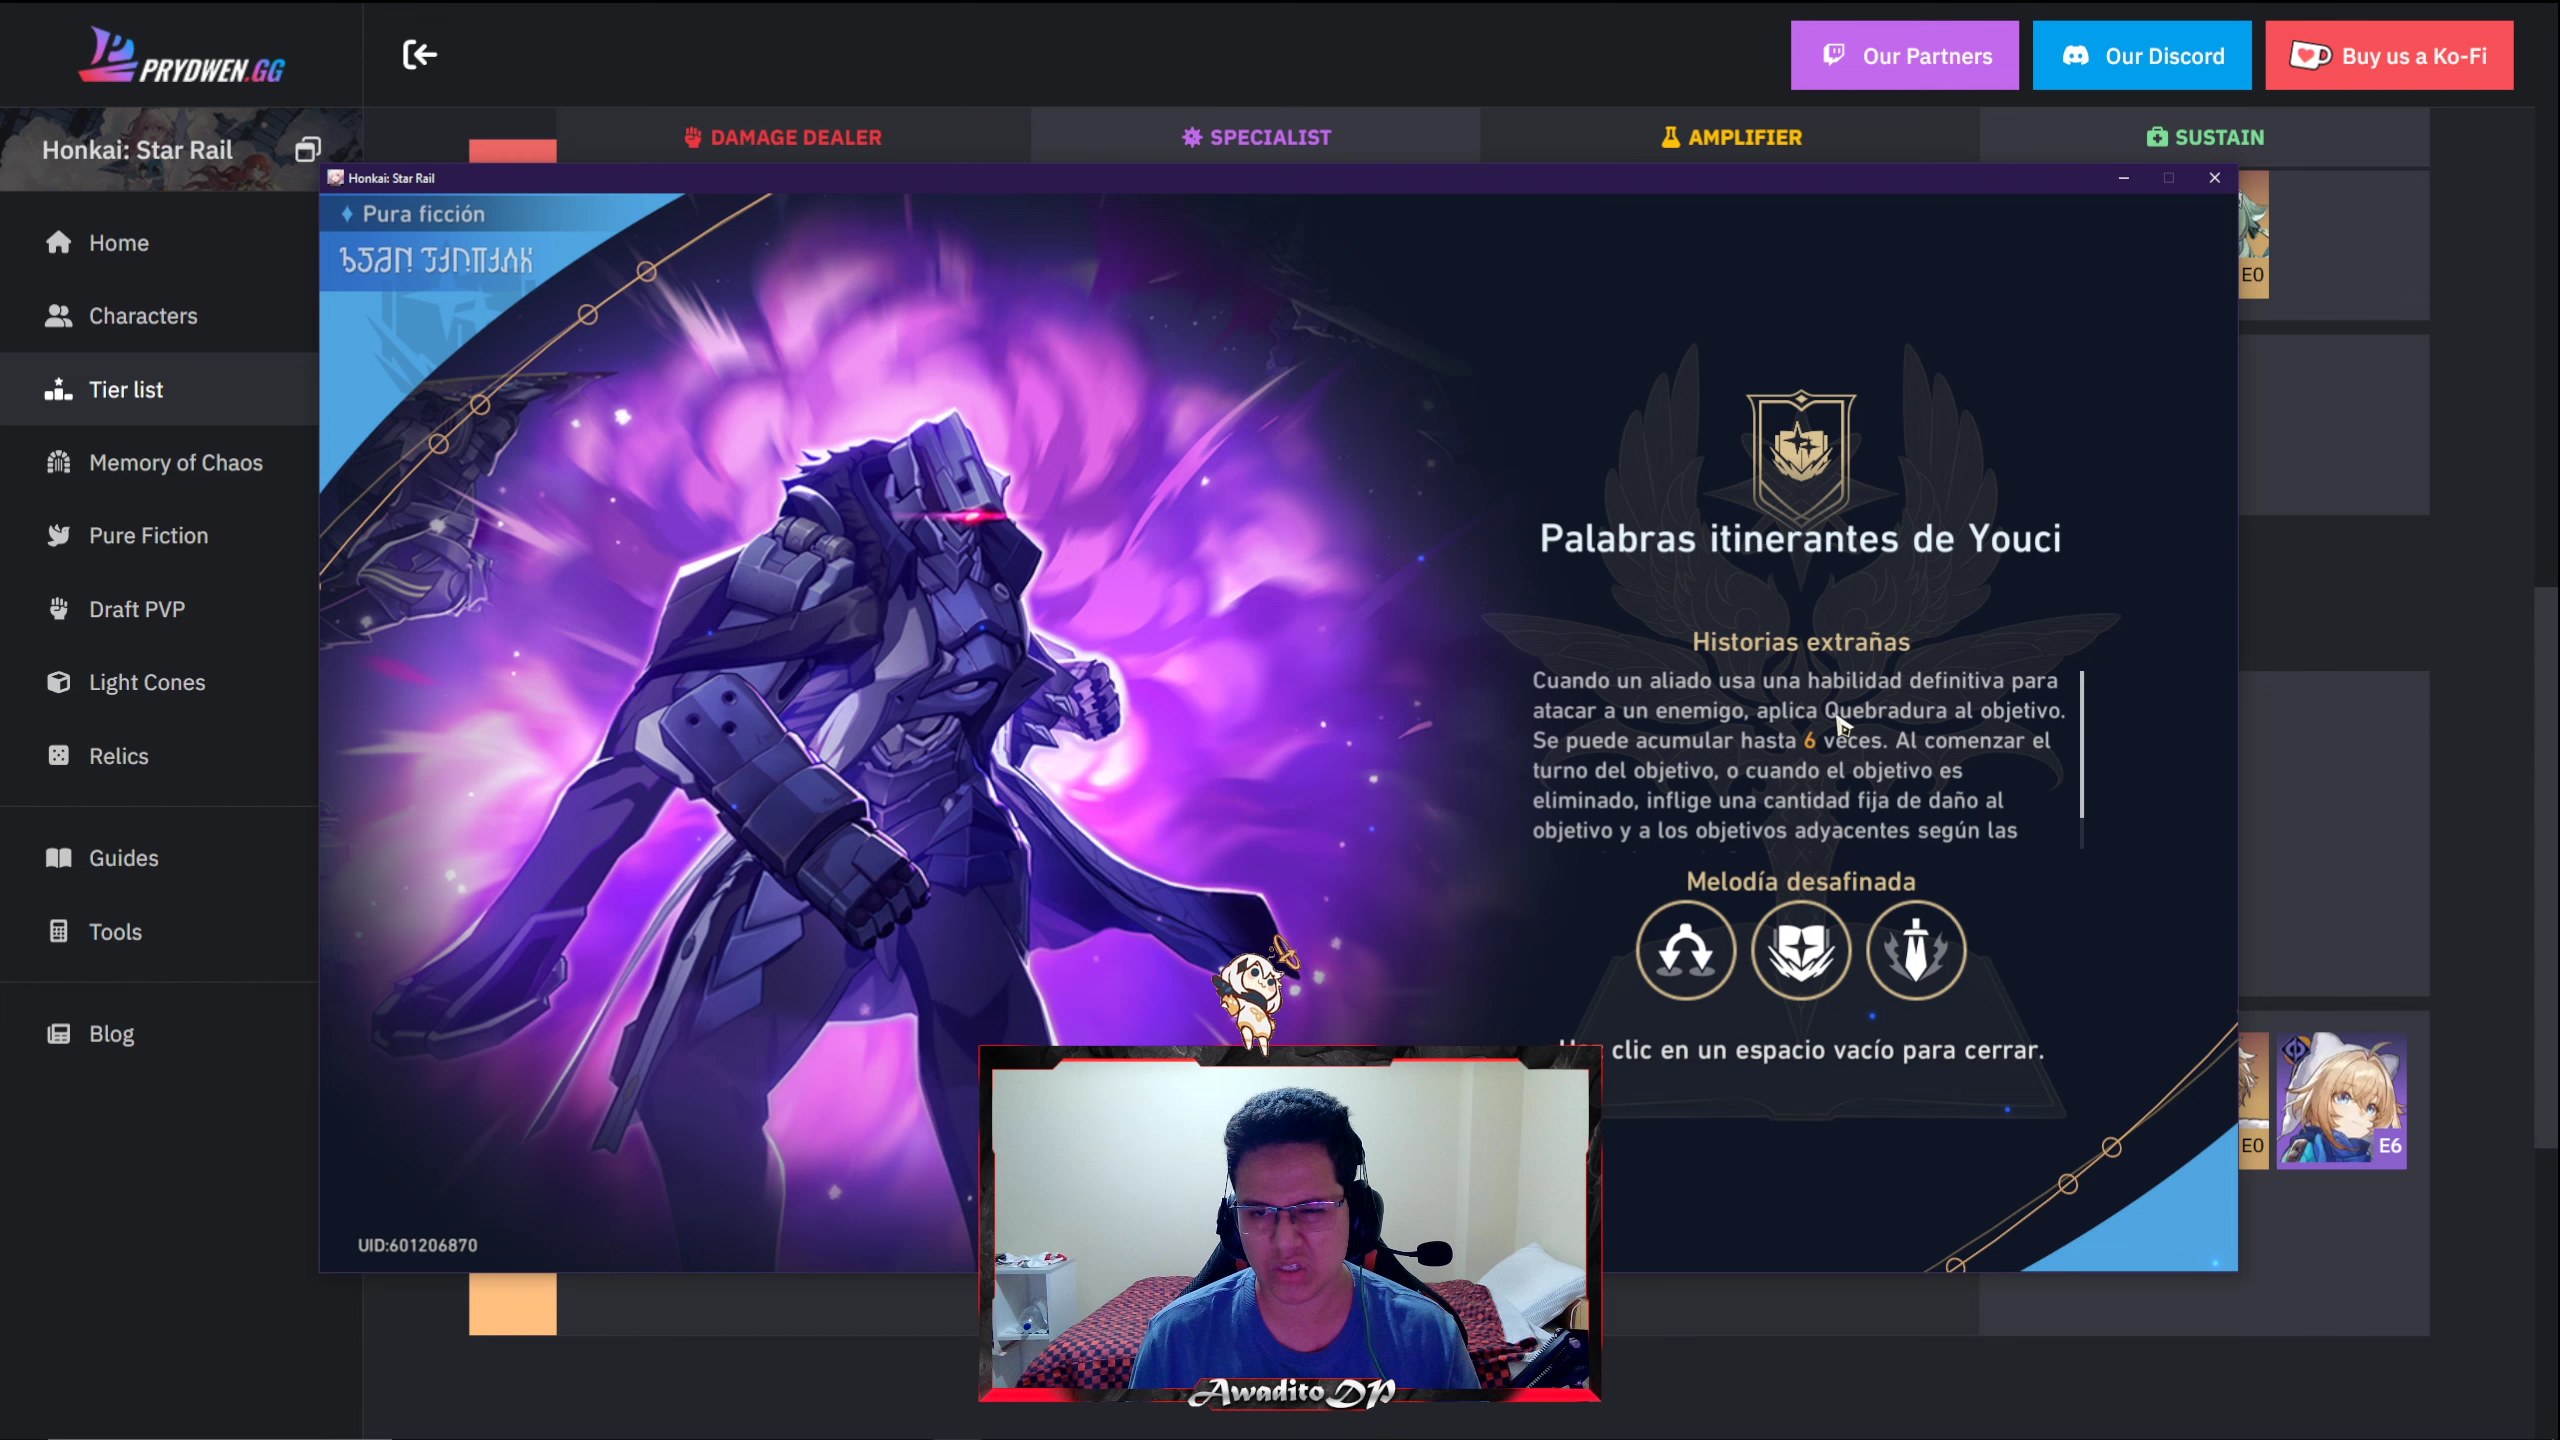 PRYDWEN.GG
Our Partners
Our Discord
Buy us a Ko-Fi
Honkai: Star Rail
DAMAGE DEALER
SPECIALIST
AMPLIFIER
SUSTAIN
Home
Characters
Tier list
Memory of Chaos
Pure Fiction
Draft PVP
Light Cones
Relics
Guides
Tools
Blog
Honkai: Star Rail
Pura ficción
Palabras itinerantes de Youci
Historias extrañas
Cuando un aliado usa una habilidad definitiva para
atacar a un enemigo, aplica Quebradura al objetivo.
Se puede acumular hasta 6 veces. Al comenzar el
turno del objetivo, o cuando el objetivo es
eliminado, inflige una cantidad fija de daño al
objetivo y a los objetivos adyacentes según las
Melodía desafinada
clic en un espacio vacío para cerrar.
UID:601206870
E0
E0
E6
Awadito DP